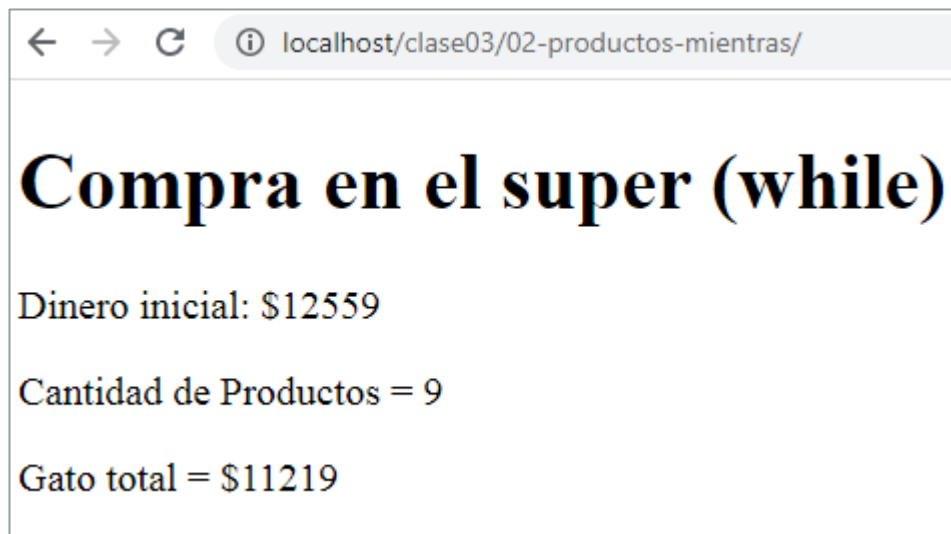 localhost/clase03/02-productos-mientras/
Compra en el super (while)
Dinero inicial: $12559
Cantidad de Productos = 9
Gato total = $11219